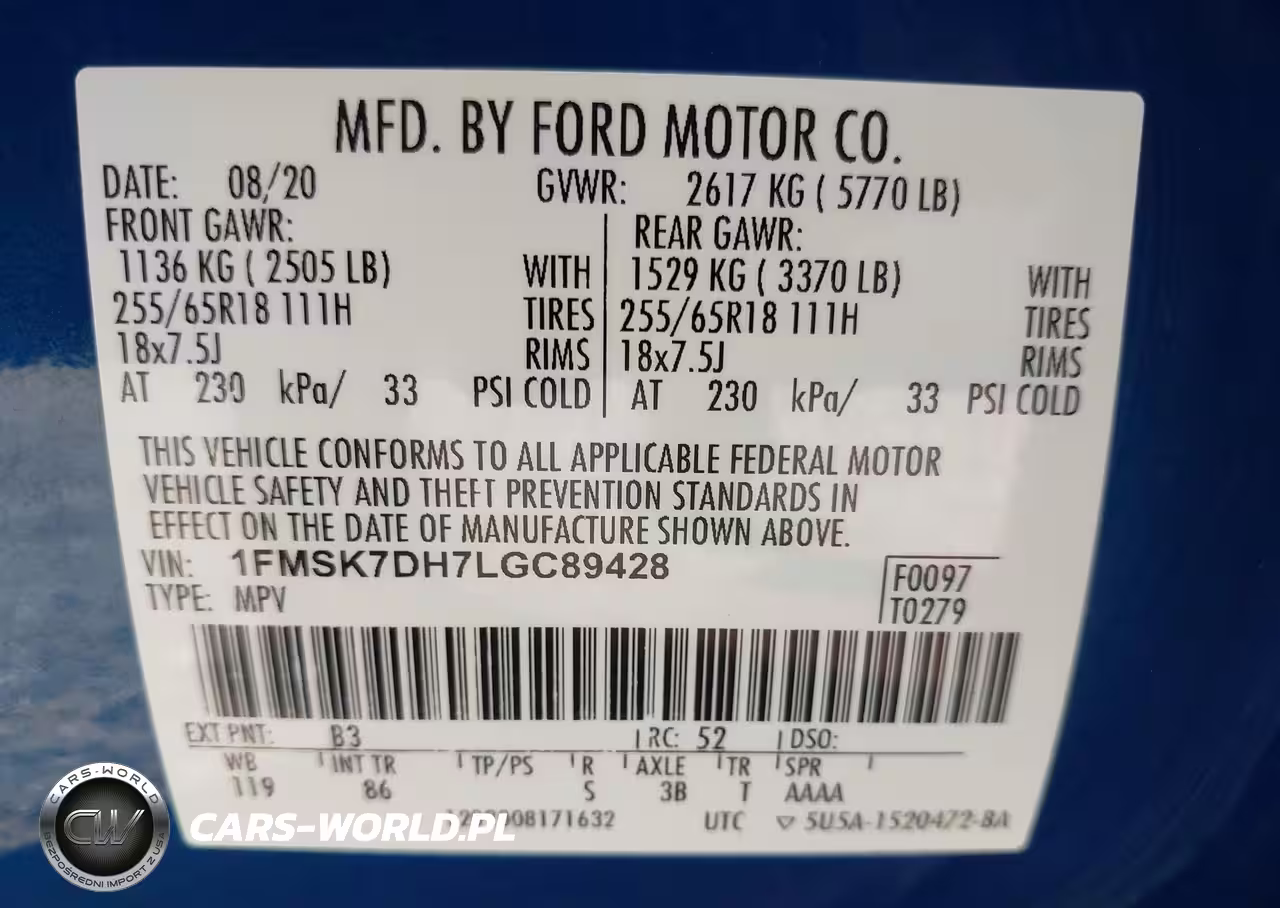 MFD. BY FORD MOTOR CO.
DATE: 08/20 GVWR: 2617 KG ( 5770 LB)
FRONT GAWR: REAR GAWR:
1136 KG ( 2505 LB) WITH 1529 KG ( 3370 LB) WITH
255/65R18 111H TIRES 255/65R18 111H TIRES
18x7.5J RIMS 18x7.5J RIMS
AT 230 kPa/ 33 PSI COLD AT 230 kPa/ 33 PSI COLD
THIS VEHICLE CONFORMS TO ALL APPLICABLE FEDERAL MOTOR
VEHICLE SAFETY AND THEFT PREVENTION STANDARDS IN
EFFECT ON THE DATE OF MANUFACTURE SHOWN ABOVE.
VIN: 1FMSK7DH7LGC89428
TYPE: MPV
F0097
T0279
EXT PNT: B3 RC: 52 DSO:
WB INT TR TP/PS R AXLE TR SPR
119 86 S 3B T AAAA
UTC ▽ 5U5A-1520472-BA
CARS-WORLD
CW
BEZPOŚREDNI IMPORT Z USA
CARS-WORLD.PL